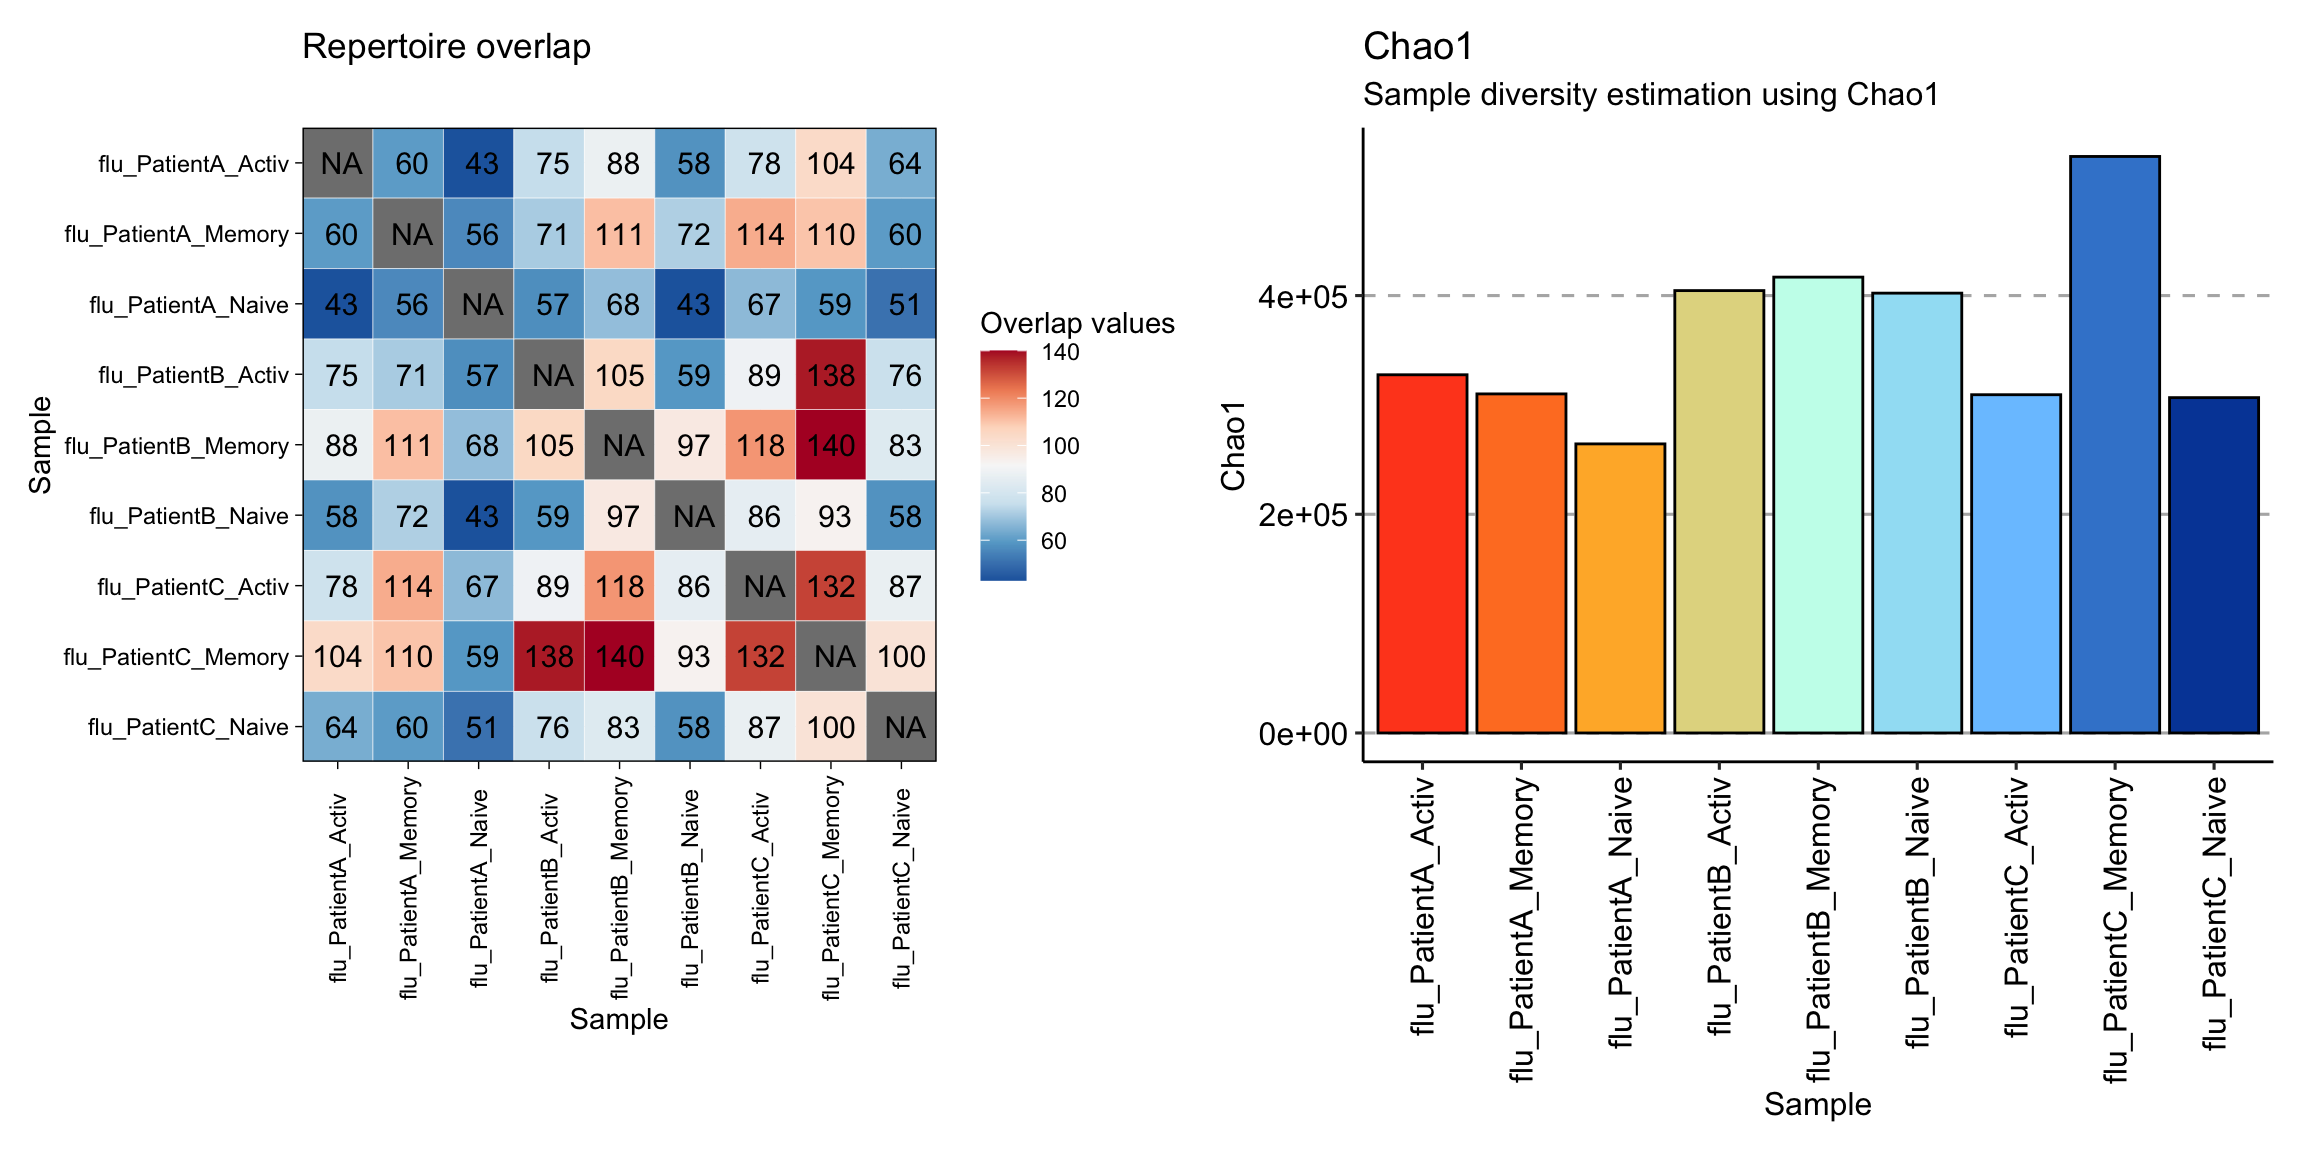 Repertoire overlap
Sample
flu_PatientA_Activ NA 60 43 75 88 58 78 104 64
flu_PatientA_Memory 60 NA 56 71 111 72 114 110 60
flu_PatientA_Naive 43 56 NA 57 68 43 67 59 51
flu_PatientB_Activ 75 71 57 NA 105 59 89 138 76
flu_PatientB_Memory 88 111 68 105 NA 97 118 140 83
flu_PatientB_Naive 58 72 43 59 97 NA 86 93 58
flu_PatientC_Activ 78 114 67 89 118 86 NA 132 87
flu_PatientC_Memory 104 110 59 138 140 93 132 NA 100
flu_PatientC_Naive 64 60 51 76 83 58 87 100 NA
flu_PatientA_Activ
flu_PatientA_Memory
flu_PatientA_Naive
flu_PatientB_Activ
flu_PatientB_Memory
flu_PatientB_Naive
flu_PatientC_Activ
flu_PatientC_Memory
flu_PatientC_Naive
Sample
Overlap values
140
120
100
80
60
Chao1
Sample diversity estimation using Chao1
Chao1
4e+05
2e+05
0e+00
flu_PatientA_Activ
flu_PatientA_Memory
flu_PatientA_Naive
flu_PatientB_Activ
flu_PatientB_Memory
flu_PatientB_Naive
flu_PatientC_Activ
flu_PatientC_Memory
flu_PatientC_Naive
Sample